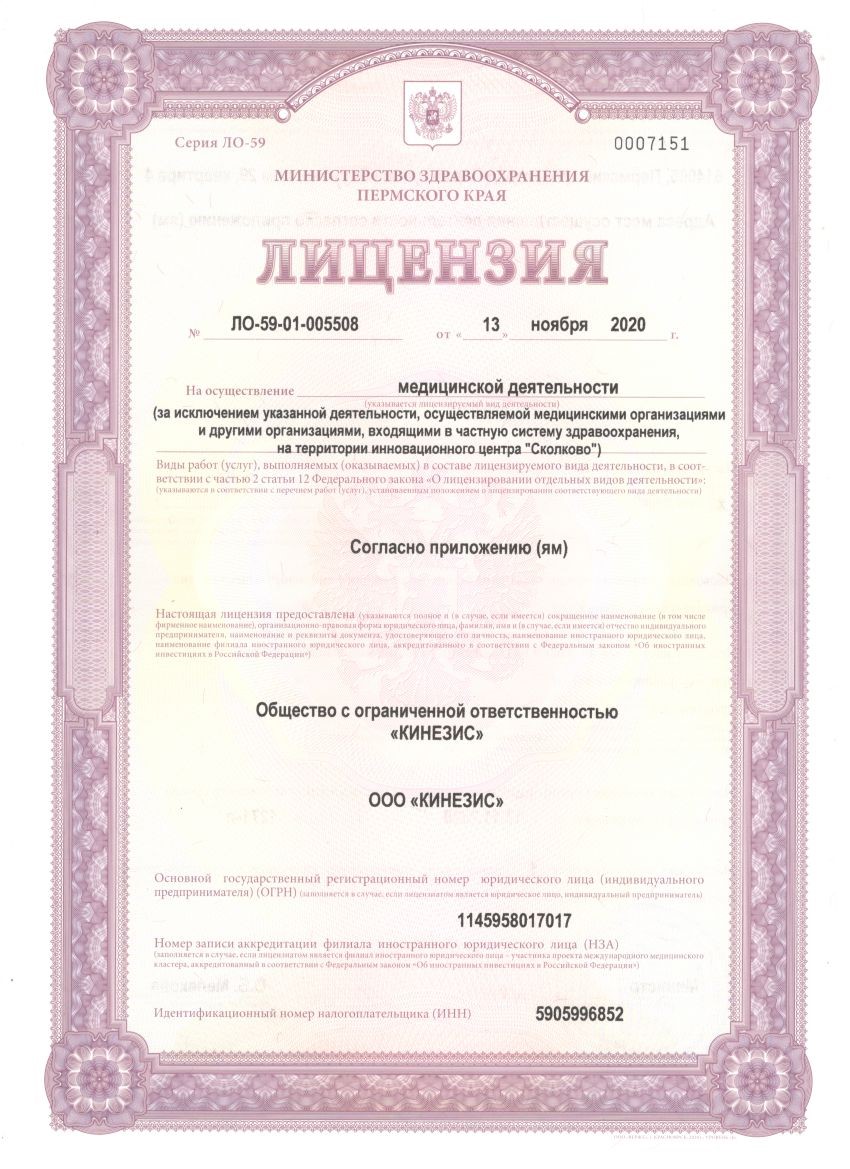 Серия ЛО-59
0007151
МИНИСТЕРСТВО ЗДРАВООХРАНЕНИЯ
ПЕРМСКОГО КРАЯ
ЛИЦЕНЗИЯ
№ ЛО-59-01-005508 от « 13 » ноября 2020 г.
На осуществление медицинской деятельности
(указывается лицензируемый вид деятельности)
(за исключением указанной деятельности, осуществляемой медицинскими организациями
и другими организациями, входящими в частную систему здравоохранения,
на территории инновационного центра "Сколково")
Виды работ (услуг), выполняемых (оказываемых) в составе лицензируемого вида деятельности, в соот-
ветствии с частью 2 статьи 12 Федерального закона «О лицензировании отдельных видов деятельности»:
(указываются в соответствии с перечнем работ (услуг), установленным положением о лицензировании соответствующего вида деятельности)
Согласно приложению (ям)
Настоящая лицензия предоставлена (указываются полное и (в случае, если имеется) сокращенное наименование (в том числе
фирменное наименование), организационно-правовая форма юридического лица, фамилия, имя и (в случае, если имеется) отчество индивидуального
предпринимателя, наименование и реквизиты документа, удостоверяющего его личность; наименование иностранного юридического лица,
наименование филиала иностранного юридического лица, аккредитованного в соответствии с Федеральным законом «Об иностранных
инвестициях в Российской Федерации»)
Общество с ограниченной ответственностью
«КИНЕЗИС»
ООО «КИНЕЗИС»
Основной государственный регистрационный номер юридического лица (индивидуального
предпринимателя) (ОГРН) (заполняется в случае, если лицензиатом является юридическое лицо, индивидуальный предприниматель)
1145958017017
Номер записи аккредитации филиала иностранного юридического лица (НЗА)
(заполняется в случае, если лицензиатом является филиал иностранного юридического лица – участника проекта международного медицинского
кластера, аккредитованный в соответствии с Федеральным законом «Об иностранных инвестициях в Российской Федерации»)
Идентификационный номер налогоплательщика (ИНН) 5905996852